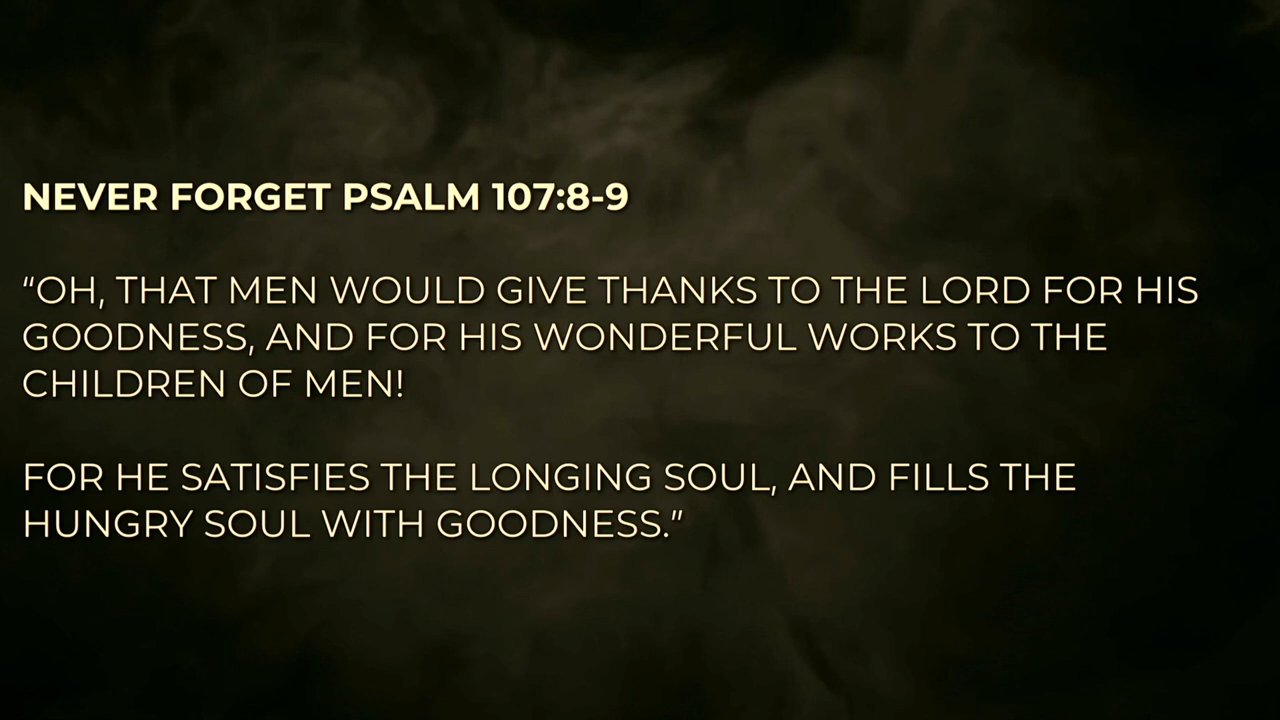 NEVER FORGET PSALM 107:8-9
“OH, THAT MEN WOULD GIVE THANKS TO THE LORD FOR HIS
GOODNESS, AND FOR HIS WONDERFUL WORKS TO THE
CHILDREN OF MEN!
FOR HE SATISFIES THE LONGING SOUL, AND FILLS THE
HUNGRY SOUL WITH GOODNESS.”